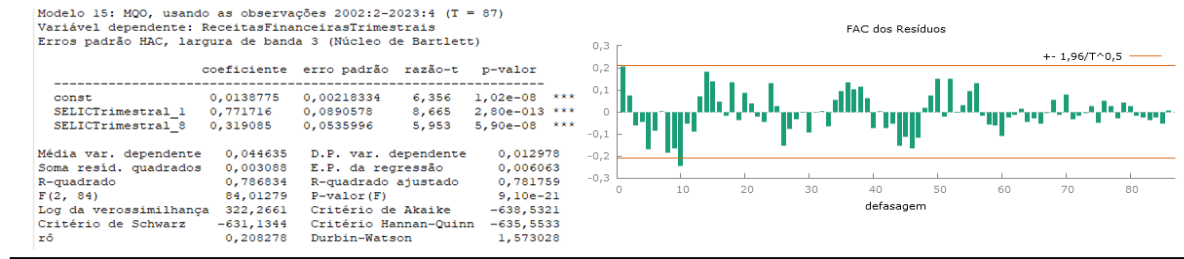 Modelo 15: MQO, usando as observações 2002:2-2023:4 (T = 87)
Variável dependente: ReceitasFinanceirasTrimestrais
Erros padrão HAC, largura de banda 3 (Núcleo de Bartlett)
coeficiente erro padrão razão-t p-valor
const 0,0138775 0,00218334 6,356 1,02e-08 ***
SELICTrimestral_1 0,771716 0,0890578 8,665 2,80e-013 ***
SELICTrimestral_8 0,319085 0,0535996 5,953 5,90e-08 ***
Média var. dependente 0,044635 D.P. var. dependente 0,012978
Soma resíd. quadrados 0,003088 E.P. da regressão 0,006063
R-quadrado 0,786834 R-quadrado ajustado 0,781759
F(2, 84) 84,01279 P-valor(F) 9,10e-21
Log da verossimilhança 322,2661 Critério de Akaike -638,5321
Critério de Schwarz -631,1344 Critério Hannan-Quinn -635,5533
rô 0,208278 Durbin-Watson 1,573028
FAC dos Resíduos
+- 1,96/T^0,5
0,3
0,2
0,1
0
-0,1
-0,2
-0,3
0 10 20 30 40 50 60 70 80
defasagem